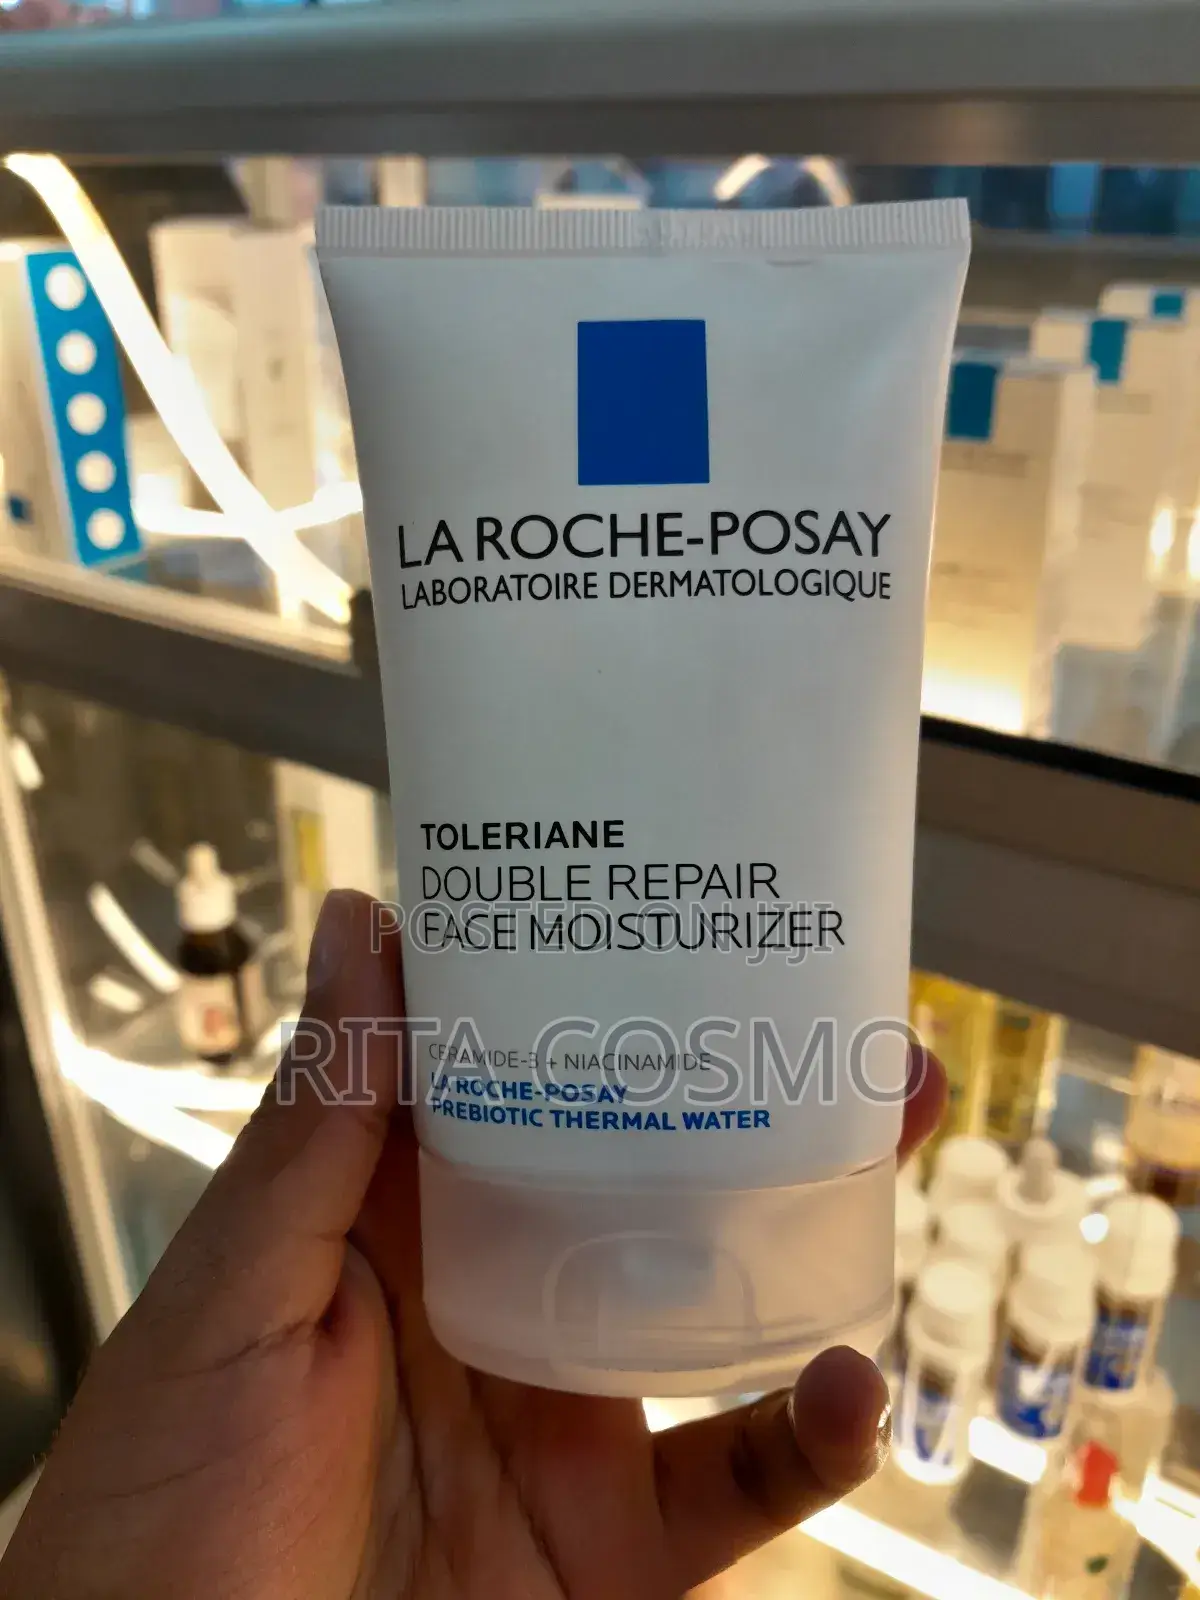 LA ROCHE-POSAY
LABORATOIRE DERMATOLOGIQUE
TOLERIANE
DOUBLE REPAIR
FACE MOISTURIZER
POSTED ON JIJI
RITA COSMO
CERAMIDE-3 + NIACINAMIDE
LA ROCHE-POSAY
PREBIOTIC THERMAL WATER